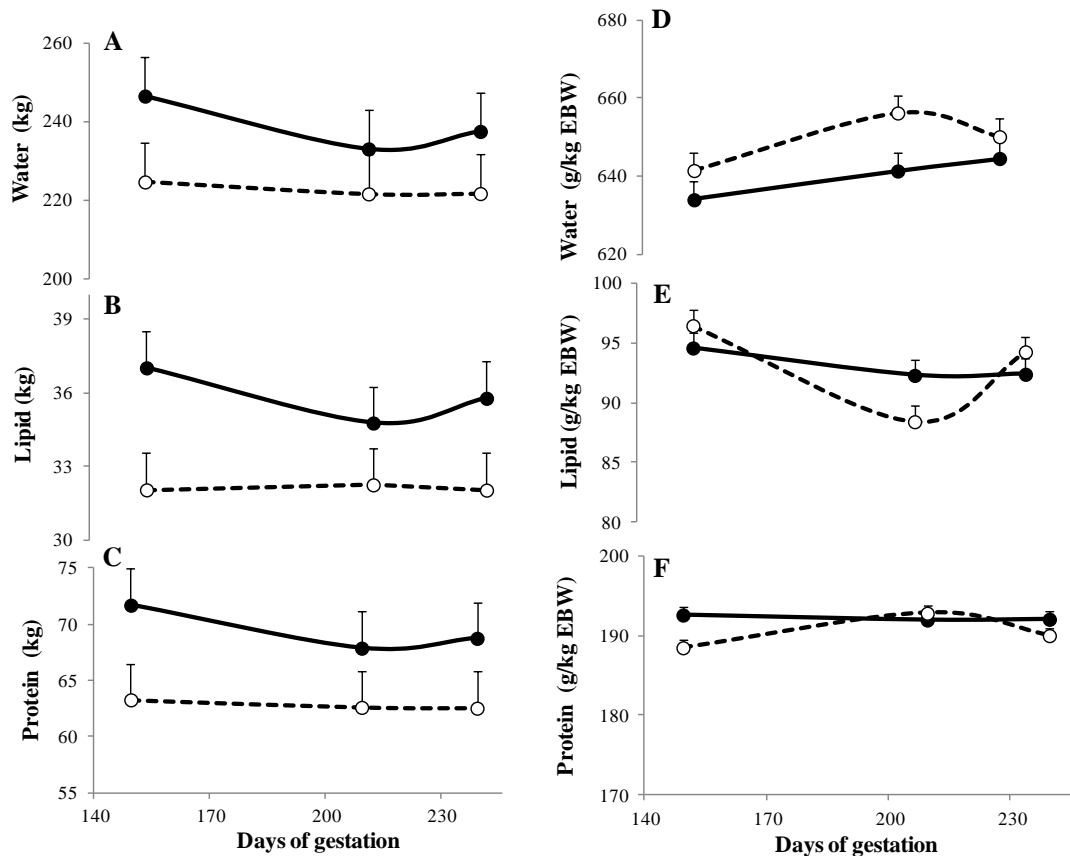 A
Water (kg)
260
240
220
200
B
Lipid (kg)
39
36
33
30
C
Protein (kg)
75
70
65
60
55
140 170 200 230
Days of gestation
D
Water (g/kg EBW)
680
660
640
620
E
Lipid (g/kg EBW)
100
95
90
85
80
F
Protein (g/kg EBW)
200
190
180
170
140 170 200 230
Days of gestation